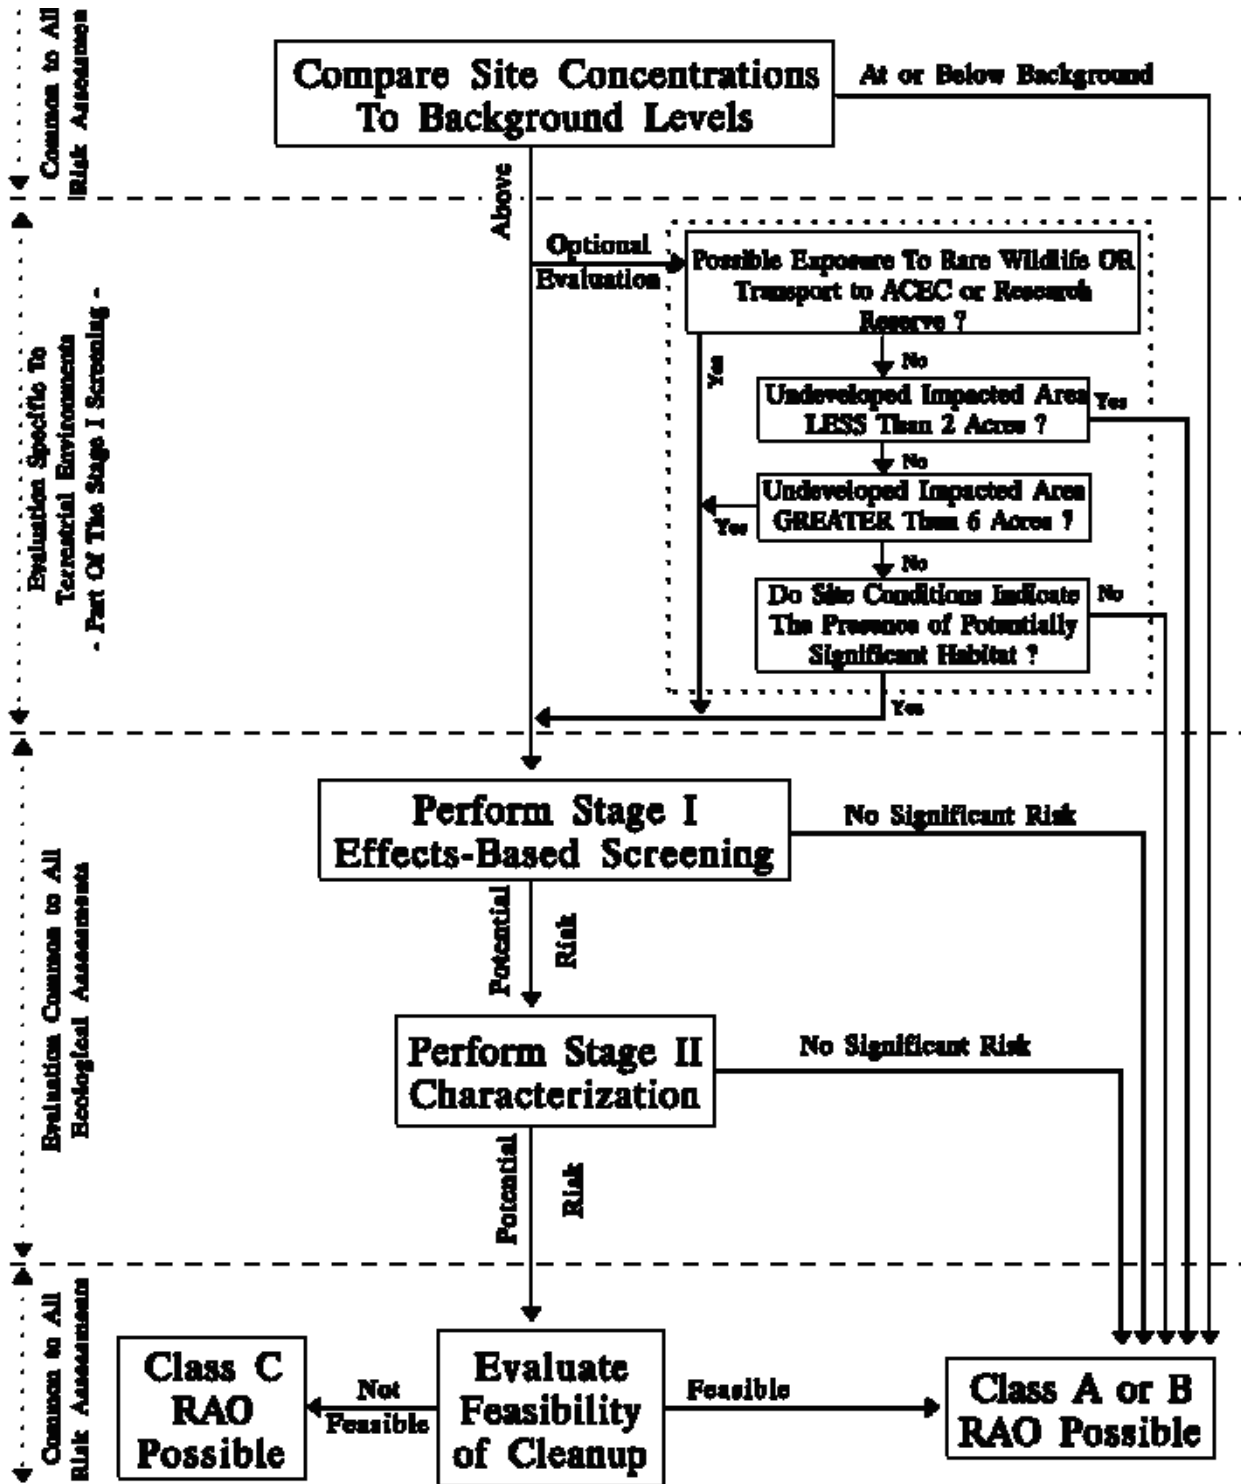 Common to All
Risk Assessmen
Compare Site Concentrations
To Background Levels
At or Below Background
Above
Evaluation Specific To
Terrestrial Environments
- Part Of The Stage I Screening -
Optional
Evaluation
Possible Exposure To Rare Wildlife OR
Transport to ACEC or Research
Reserve ?
Yes
No
Undeveloped Impacted Area
LESS Than 2 Acres ?
Yes
No
Undeveloped Impacted Area
GREATER Than 6 Acres ?
Yes
No
Do Site Conditions Indicate
The Presence of Potentially
Significant Habitat ?
No
Yes
Evaluation Common to All
Ecological Assessments
Perform Stage I
Effects-Based Screening
No Significant Risk
Potential
Risk
Perform Stage II
Characterization
No Significant Risk
Potential
Risk
Common to All
Risk Assessments
Class C
RAO
Possible
Not
Feasible
Evaluate
Feasibility
of Cleanup
Feasible
Class A or B
RAO Possible